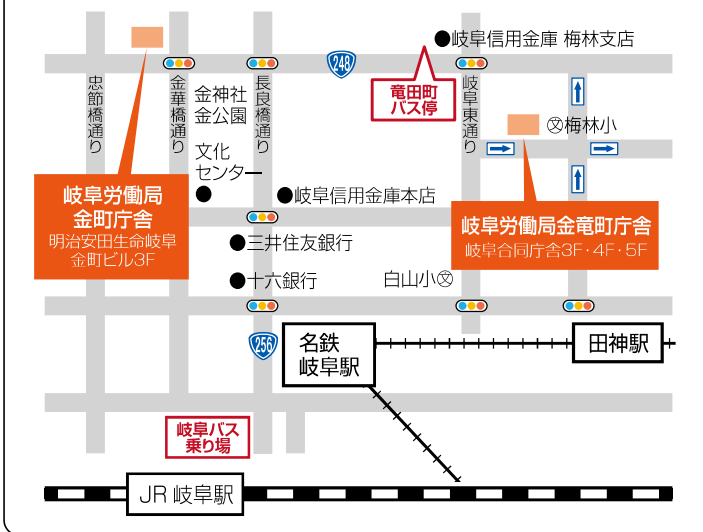 岐阜信用金庫 梅林支店
248
竜田町
バス停
忠節橋通り
金華橋通り
長良橋通り
岐阜東通り
金神社
金公園
文梅林小
文化
センター
岐阜労働局
金町庁舎
明治安田生命岐阜
金町ビル3F
岐阜信用金庫本店
岐阜労働局金竜町庁舎
岐阜合同庁舎3F・4F・5F
三井住友銀行
十六銀行
白山小文
256
名鉄
岐阜駅
田神駅
岐阜バス
乗り場
JR 岐阜駅